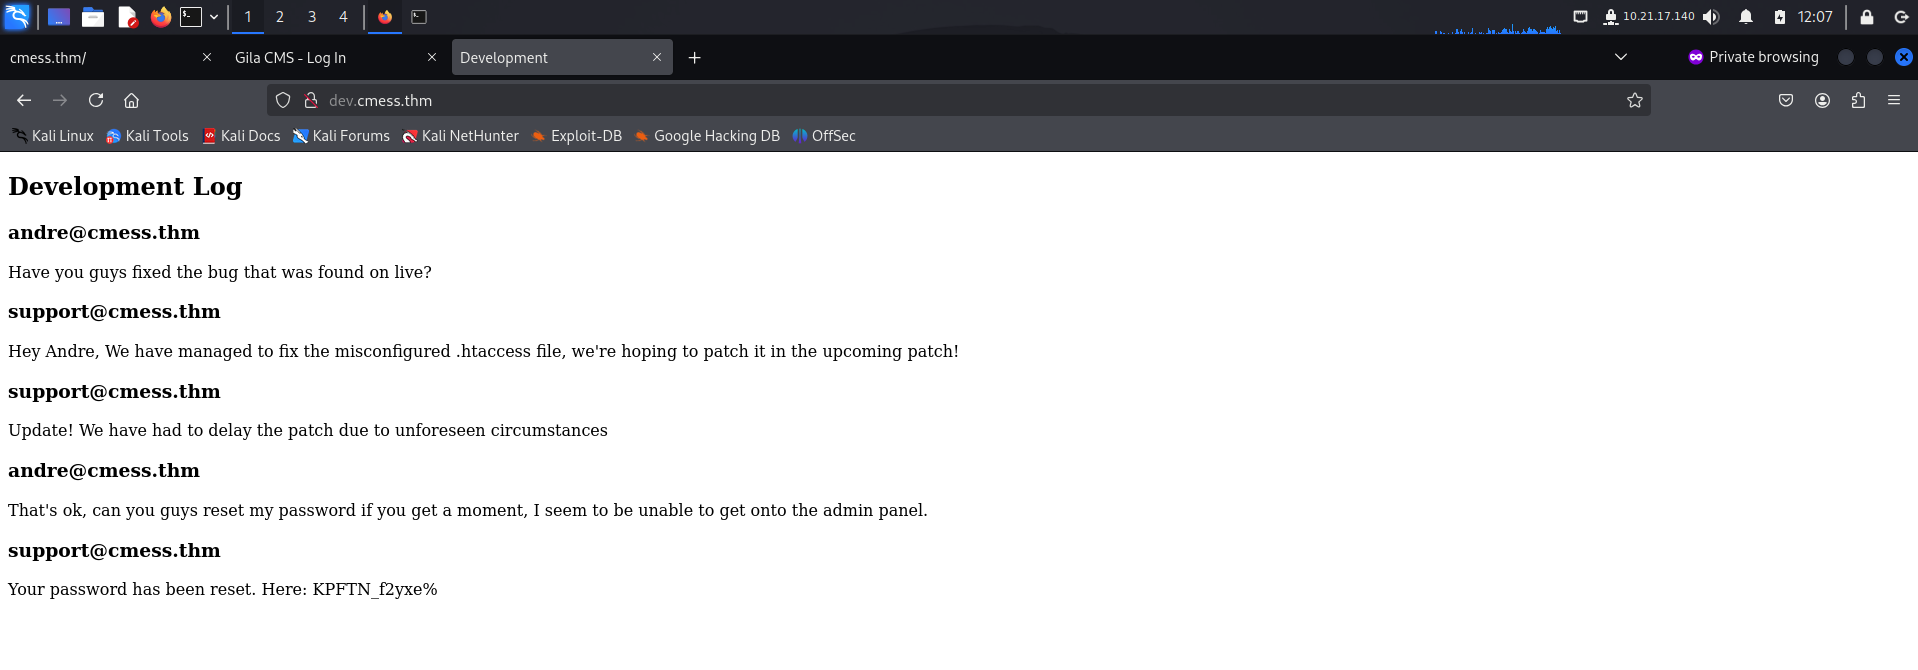 1 2 3 4 10.21.17.140 12:07
cmess.thm/ Gila CMS - Log In Development Private browsing
dev.cmess.thm
Kali Linux Kali Tools Kali Docs Kali Forums Kali NetHunter Exploit-DB Google Hacking DB OffSec
Development Log
andre@cmess.thm
Have you guys fixed the bug that was found on live?
support@cmess.thm
Hey Andre, We have managed to fix the misconfigured .htaccess file, we're hoping to patch it in the upcoming patch!
support@cmess.thm
Update! We have had to delay the patch due to unforeseen circumstances
andre@cmess.thm
That's ok, can you guys reset my password if you get a moment, I seem to be unable to get onto the admin panel.
support@cmess.thm
Your password has been reset. Here: KPFTN_f2yxe%